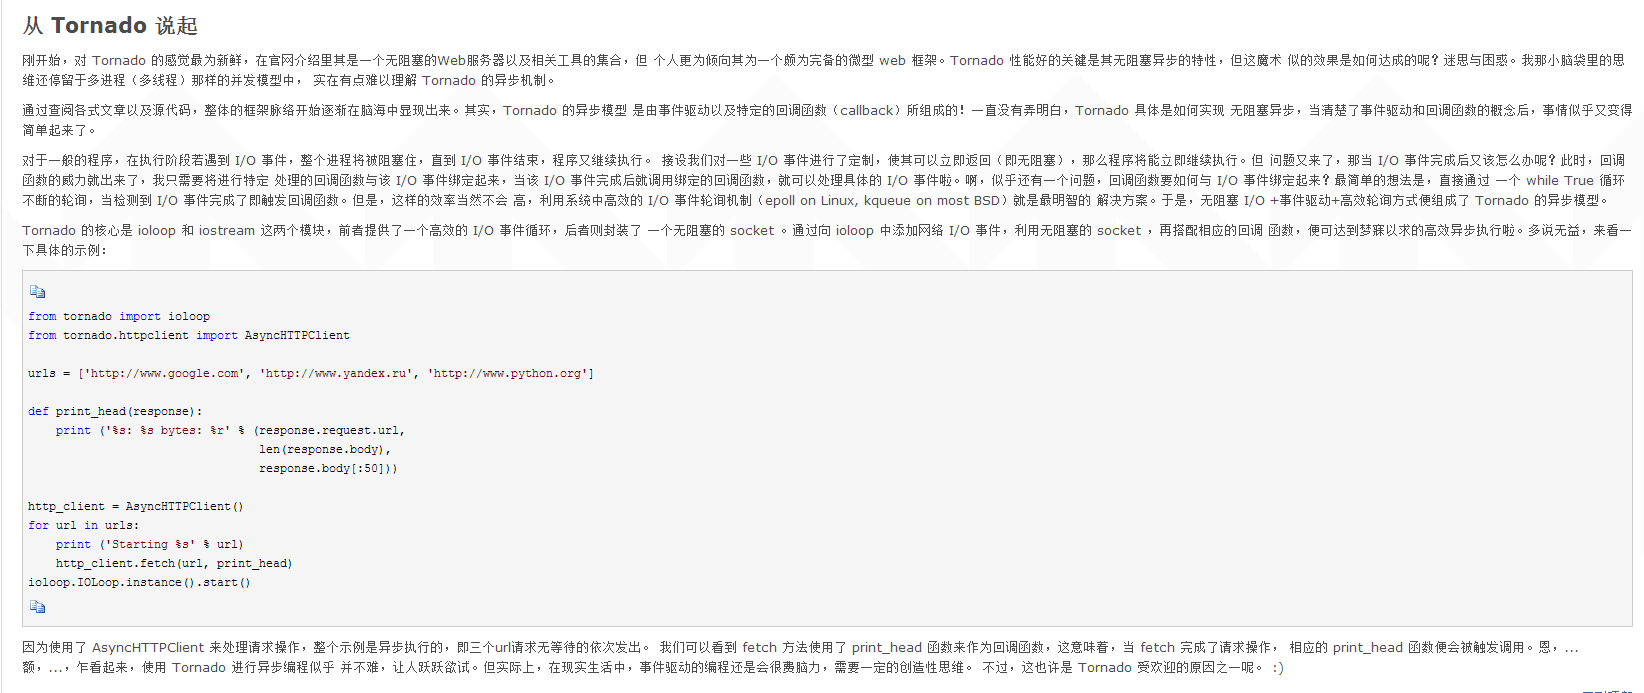 从 Tornado 说起
刚开始，对 Tornado 的感觉最为新鲜，在官网介绍里其是一个无阻塞的Web服务器以及相关工具的集合，但 个人更为倾向其为一个颇为完备的微型 web 框架。Tornado 性能好的关键是其无阻塞异步的特性，但这魔术 似的效果是如何达成的呢？迷思与困惑。我那小脑袋里的思
维还停留于多进程（多线程）那样的并发模型中， 实在有点难以理解 Tornado 的异步机制。
通过查阅各式文章以及源代码，整体的框架脉络开始逐渐在脑海中显现出来。其实，Tornado 的异步模型 是由事件驱动以及特定的回调函数（callback）所组成的！一直没有弄明白，Tornado 具体是如何实现 无阻塞异步，当清楚了事件驱动和回调函数的概念后，事情似乎又变得
简单起来了。
对于一般的程序，在执行阶段若遇到 I/O 事件，整个进程将被阻塞住，直到 I/O 事件结束，程序又继续执行。 接设我们对一些 I/O 事件进行了定制，使其可以立即返回（即无阻塞），那么程序将能立即继续执行。但 问题又来了，那当 I/O 事件完成后又该怎么办呢？此时，回调
函数的威力就出来了，我只需要将进行特定 处理的回调函数与该 I/O 事件绑定起来，当该 I/O 事件完成后就调用绑定的回调函数，就可以处理具体的 I/O 事件啦。啊，似乎还有一个问题，回调函数要如何与 I/O 事件绑定起来？最简单的想法是，直接通过 一个 while True 循环
不断的轮询，当检测到 I/O 事件完成了即触发回调函数。但是，这样的效率当然不会 高，利用系统中高效的 I/O 事件轮询机制（epoll on Linux, kqueue on most BSD）就是最明智的 解决方案。于是，无阻塞 I/O +事件驱动+高效轮询方式便组成了 Tornado 的异步模型。
Tornado 的核心是 ioloop 和 iostream 这两个模块，前者提供了一个高效的 I/O 事件循环，后者则封装了 一个无阻塞的 socket 。通过向 ioloop 中添加网络 I/O 事件，利用无阻塞的 socket ，再搭配相应的回调 函数，便可达到梦寐以求的高效异步执行啦。多说无益，来看一
下具体的示例：
from tornado import ioloop
from tornado.httpclient import AsyncHTTPClient
urls = ['http://www.google.com', 'http://www.yandex.ru', 'http://www.python.org']
def print_head(response):
    print ('%s: %s bytes: %r' % (response.request.url,
                                 len(response.body),
                                 response.body[:50]))
http_client = AsyncHTTPClient()
for url in urls:
    print ('Starting %s' % url)
    http_client.fetch(url, print_head)
ioloop.IOLoop.instance().start()
因为使用了 AsyncHTTPClient 来处理请求操作，整个示例是异步执行的，即三个url请求无等待的依次发出。 我们可以看到 fetch 方法使用了 print_head 函数来作为回调函数，这意味着，当 fetch 完成了请求操作， 相应的 print_head 函数便会被触发调用。恩，...
额，...，乍看起来，使用 Tornado 进行异步编程似乎 并不难，让人跃跃欲试。但实际上，在现实生活中，事件驱动的编程还是会很费脑力，需要一定的创造性思维。 不过，这也许是 Tornado 受欢迎的原因之一呢。 :)